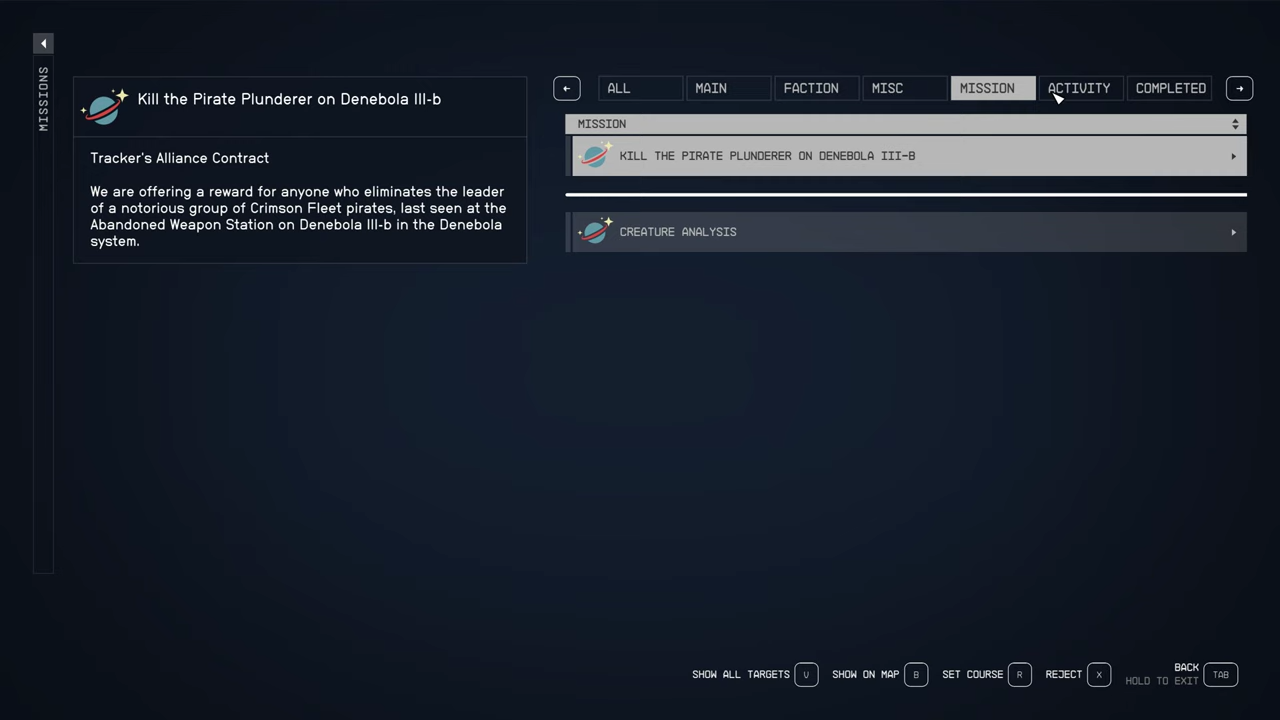 MISSIONS
Kill the Pirate Plunderer on Denebola III-b
Tracker's Alliance Contract
We are offering a reward for anyone who eliminates the leader
of a notorious group of Crimson Fleet pirates, last seen at the
Abandoned Weapon Station on Denebola III-b in the Denebola
system.
ALL MAIN FACTION MISC MISSION ACTIVITY COMPLETED
MISSION
KILL THE PIRATE PLUNDERER ON DENEBOLA III-B
CREATURE ANALYSIS
SHOW ALL TARGETS V SHOW ON MAP B SET COURSE R REJECT X BACK TAB
HOLD TO EXIT